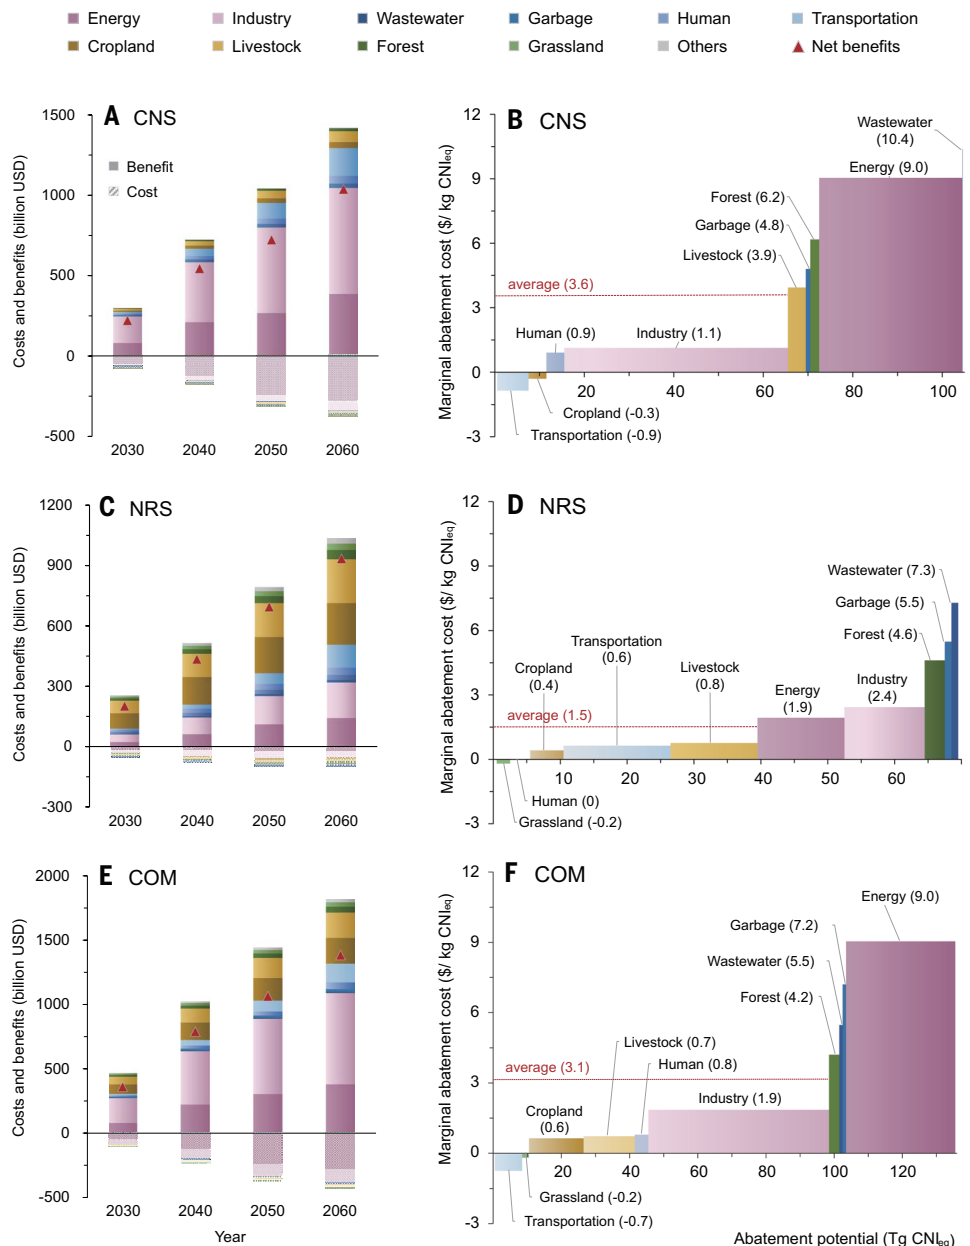 Energy Industry Wastewater Garbage Human Transportation
Cropland Livestock Forest Grassland Others Net benefits
A CNS
Costs and benefits (billion USD)
1500
1000
500
0
-500
Benefit
Cost
2030 2040 2050 2060
B CNS
Marginal abatement cost ($/ kg CNIeq)
12
9
6
3
0
-3
Wastewater
(10.4)
Energy (9.0)
Forest (6.2)
Garbage (4.8)
Livestock (3.9)
average (3.6)
Human (0.9)
Industry (1.1)
20 40 60 80 100
Cropland (-0.3)
Transportation (-0.9)
C NRS
Costs and benefits (billion USD)
1200
900
600
300
0
-300
2030 2040 2050 2060
D NRS
Marginal abatement cost ($/ kg CNIeq)
12
9
6
3
0
-3
Wastewater (7.3)
Garbage (5.5)
Forest (4.6)
Transportation
(0.6)
Cropland
(0.4)
Livestock
(0.8)
Energy
(1.9)
Industry
(2.4)
average (1.5)
10 20 30 40 50 60
Human (0)
Grassland (-0.2)
E COM
Costs and benefits (billion USD)
2000
1500
1000
500
0
-500
2030 2040 2050 2060
Year
F COM
Marginal abatement cost ($/ kg CNIeq)
12
9
6
3
0
-3
Energy (9.0)
Garbage (7.2)
Wastewater (5.5)
Forest (4.2)
Livestock (0.7)
Human (0.8)
average (3.1)
Cropland
(0.6)
Industry (1.9)
20 40 60 80 100 120
Grassland (-0.2)
Transportation (-0.7)
Abatement potential (Tg CNIeq)